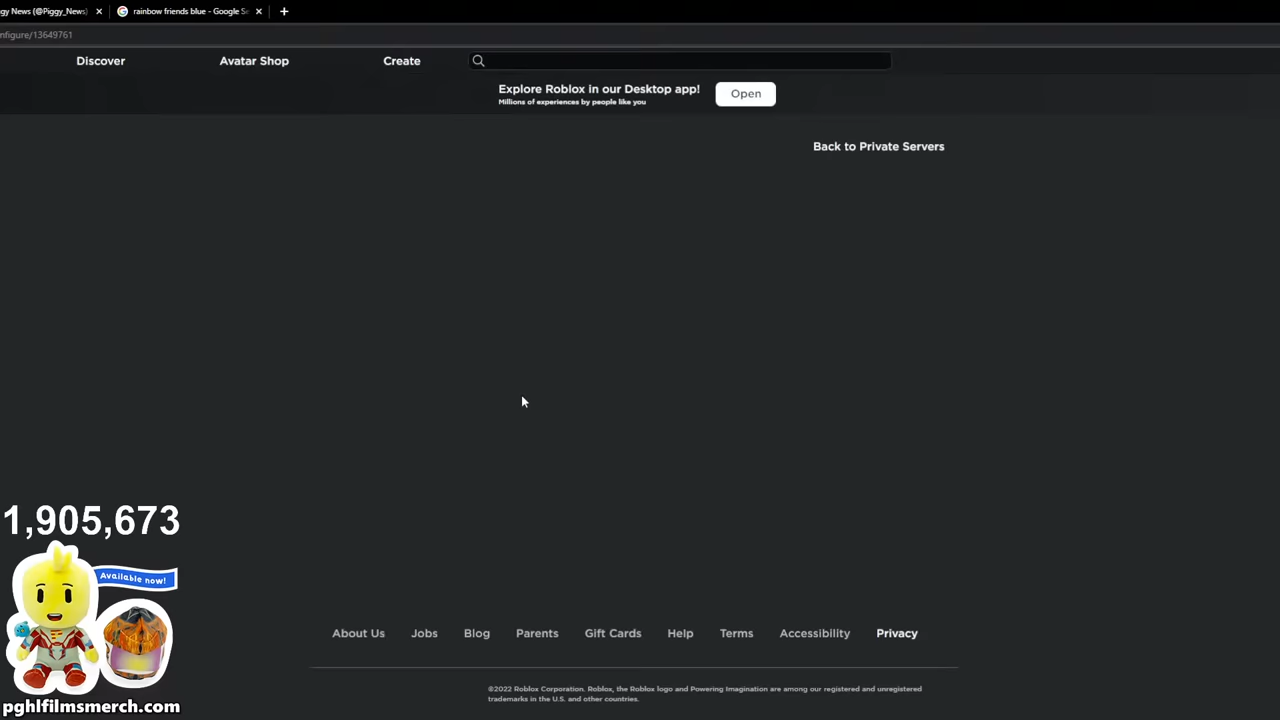 ggy News (@Piggy_News)
rainbow friends blue - Google Se
nfigure/13649761
Discover
Avatar Shop
Create
Explore Roblox in our Desktop app!
Millions of experiences by people like you
Open
Back to Private Servers
1,905,673
Available now!
pghlfilmsmerch.com
About Us
Jobs
Blog
Parents
Gift Cards
Help
Terms
Accessibility
Privacy
©2022 Roblox Corporation. Roblox, the Roblox logo and Powering Imagination are among our registered and unregistered
trademarks in the U.S. and other countries.